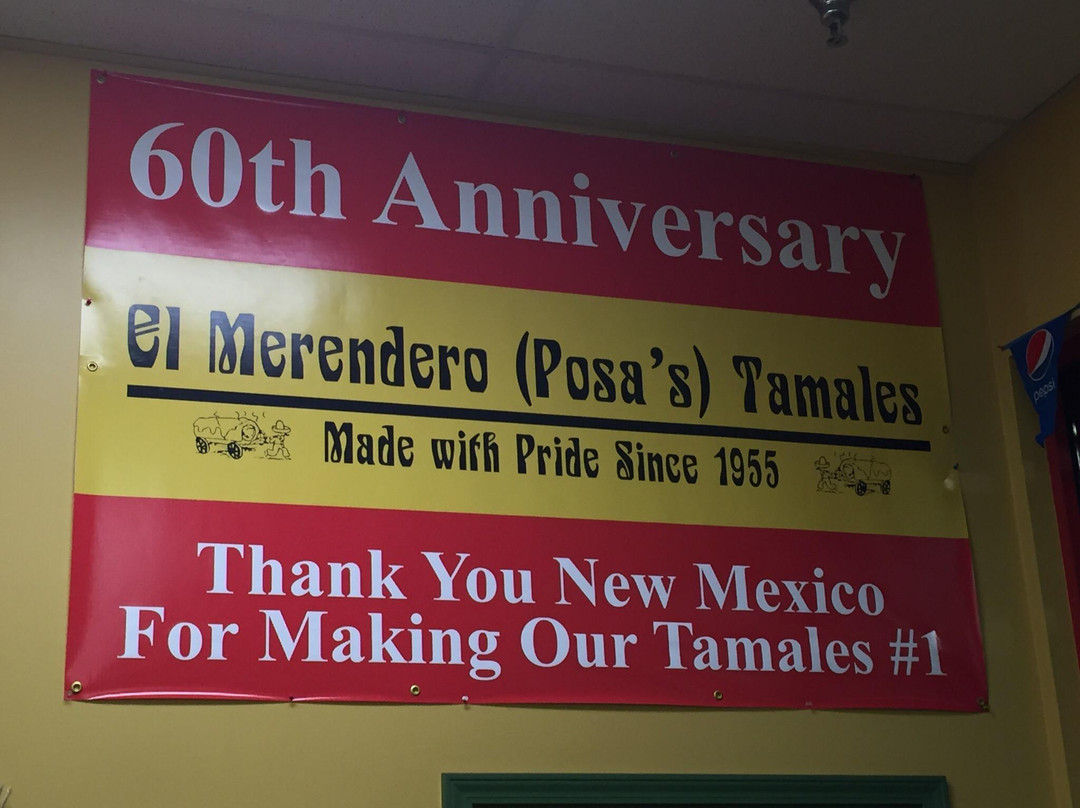 60th Anniversary
El Merendero (Posa's) Tamales
Made with Pride Since 1955
Thank You New Mexico
For Making Our Tamales #1
pepsi